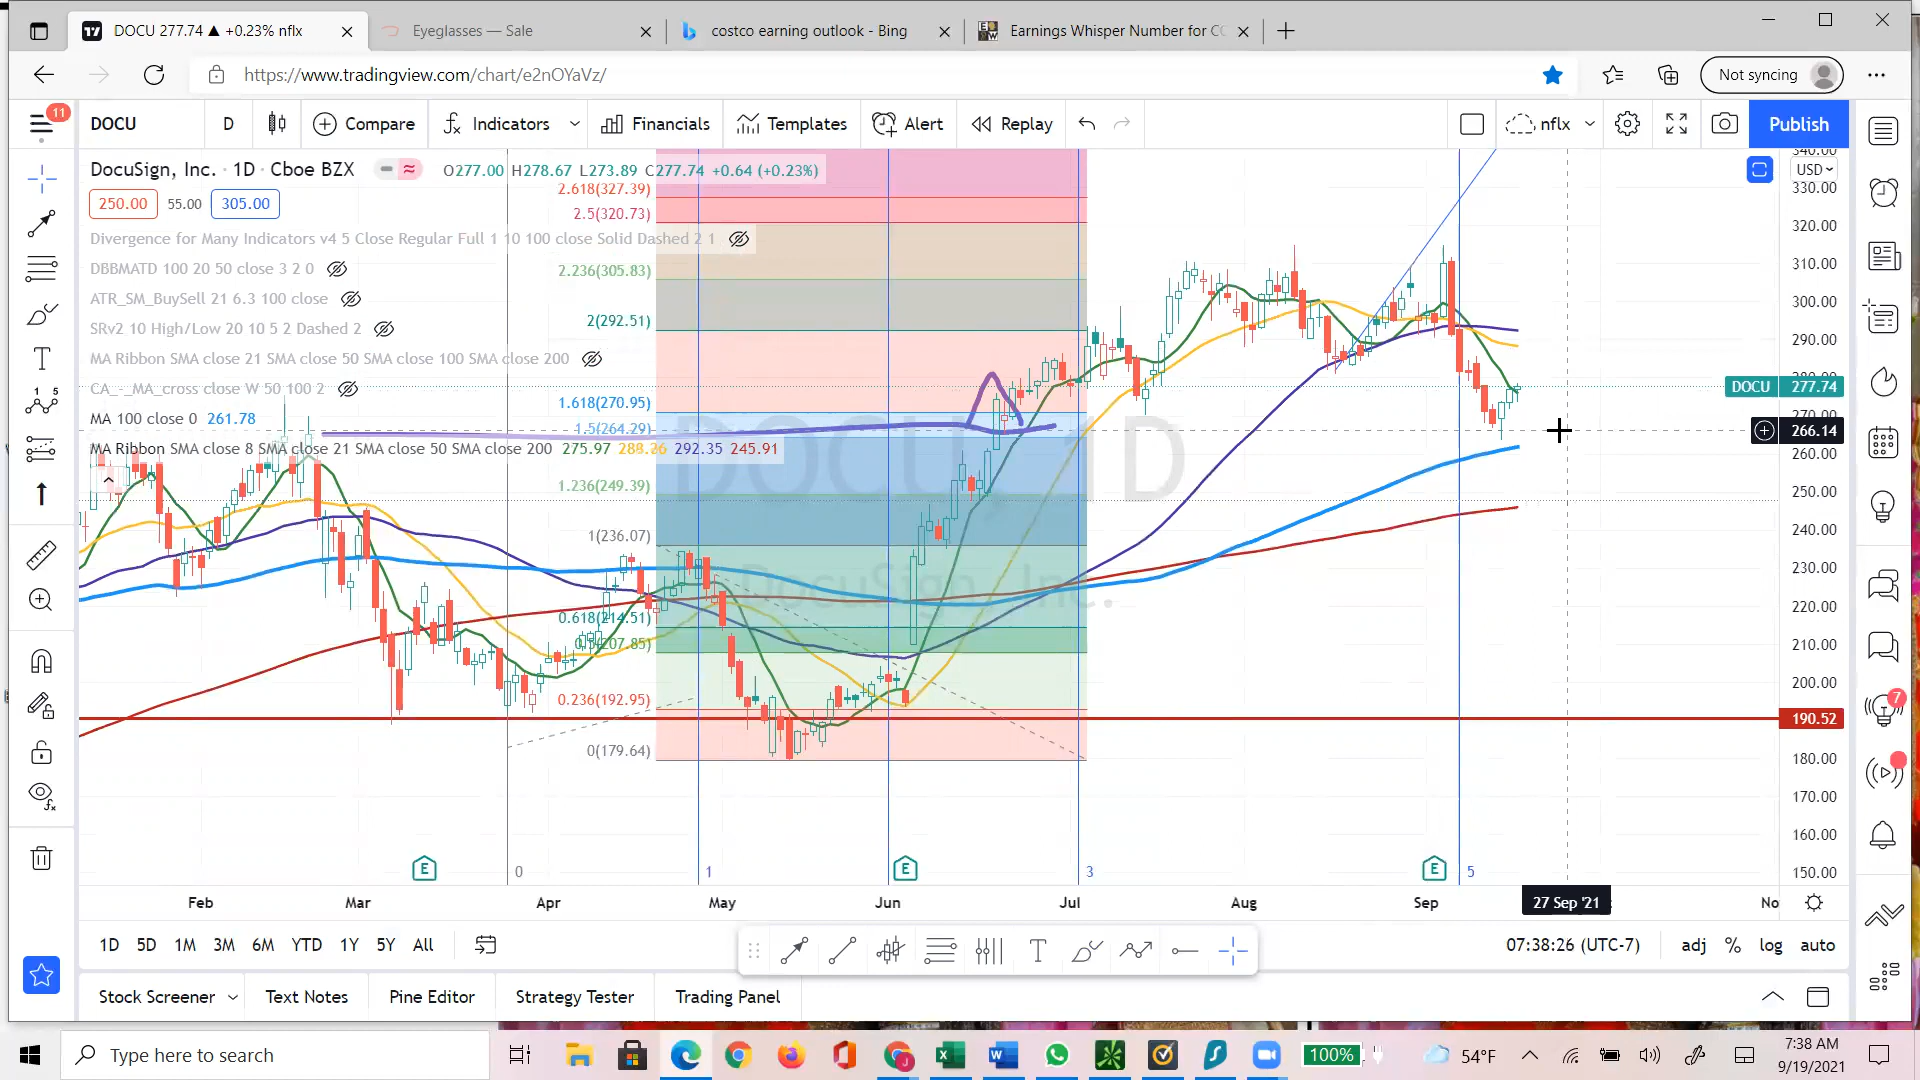 DOCU 277.74 ▲ +0.23% nflx
Eyeglasses — Sale
costco earning outlook - Bing
Earnings Whisper Number for CO
https://www.tradingview.com/chart/e2nOYaVz/
Not syncing
11
DOCU D Compare Indicators Financials Templates Alert Replay nflx Publish
DocuSign, Inc. · 1D · Cboe BZX O277.00 H278.67 L273.89 C277.74 +0.64 (+0.23%)
250.00 55.00 305.00
Divergence for Many Indicators v4 5 Close Regular Full 1 10 100 close Solid Dashed 2 1
DBBMATD 100 20 50 close 3 2 0
ATR_SM_BuySell 21 6.3 100 close
SRv2 10 High/Low 20 10 5 2 Dashed 2
MA Ribbon SMA close 21 SMA close 50 SMA close 100 SMA close 200
CA_-_MA_cross close W 50 100 2
MA 100 close 0 261.78
MA Ribbon SMA close 8 SMA close 21 SMA close 50 SMA close 200 275.97 288.26 292.35 245.91
2.618(327.39)
2.5(320.73)
2.236(305.83)
2(292.51)
1.618(270.95)
1.5(264.29)
1.236(249.39)
1(236.07)
0.618(214.51)
0.5(207.85)
0.236(192.95)
0(179.64)
DOCU, 1D
DocuSign, Inc.
USD
340.00
330.00
320.00
310.00
300.00
290.00
280.00
DOCU 277.74
270.00
266.14
260.00
250.00
240.00
230.00
220.00
210.00
200.00
190.52
180.00
170.00
160.00
150.00
7
E 0 1 E 3 E 5
Feb Mar Apr May Jun Jul Aug Sep 27 Sep '21 No
1D 5D 1M 3M 6M YTD 1Y 5Y All
07:38:26 (UTC-7) adj % log auto
Stock Screener Text Notes Pine Editor Strategy Tester Trading Panel
Type here to search
100%
54°F
7:38 AM
9/19/2021